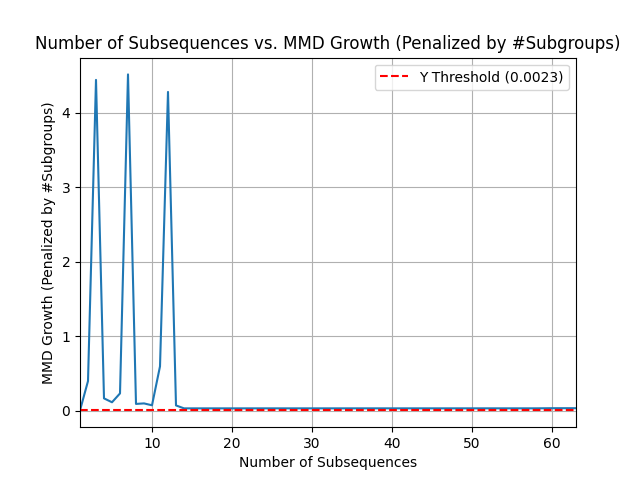 Number of Subsequences vs. MMD Growth (Penalized by #Subgroups)
MMD Growth (Penalized by #Subgroups)
4
3
2
1
0
Y Threshold (0.0023)
10 20 30 40 50 60
Number of Subsequences